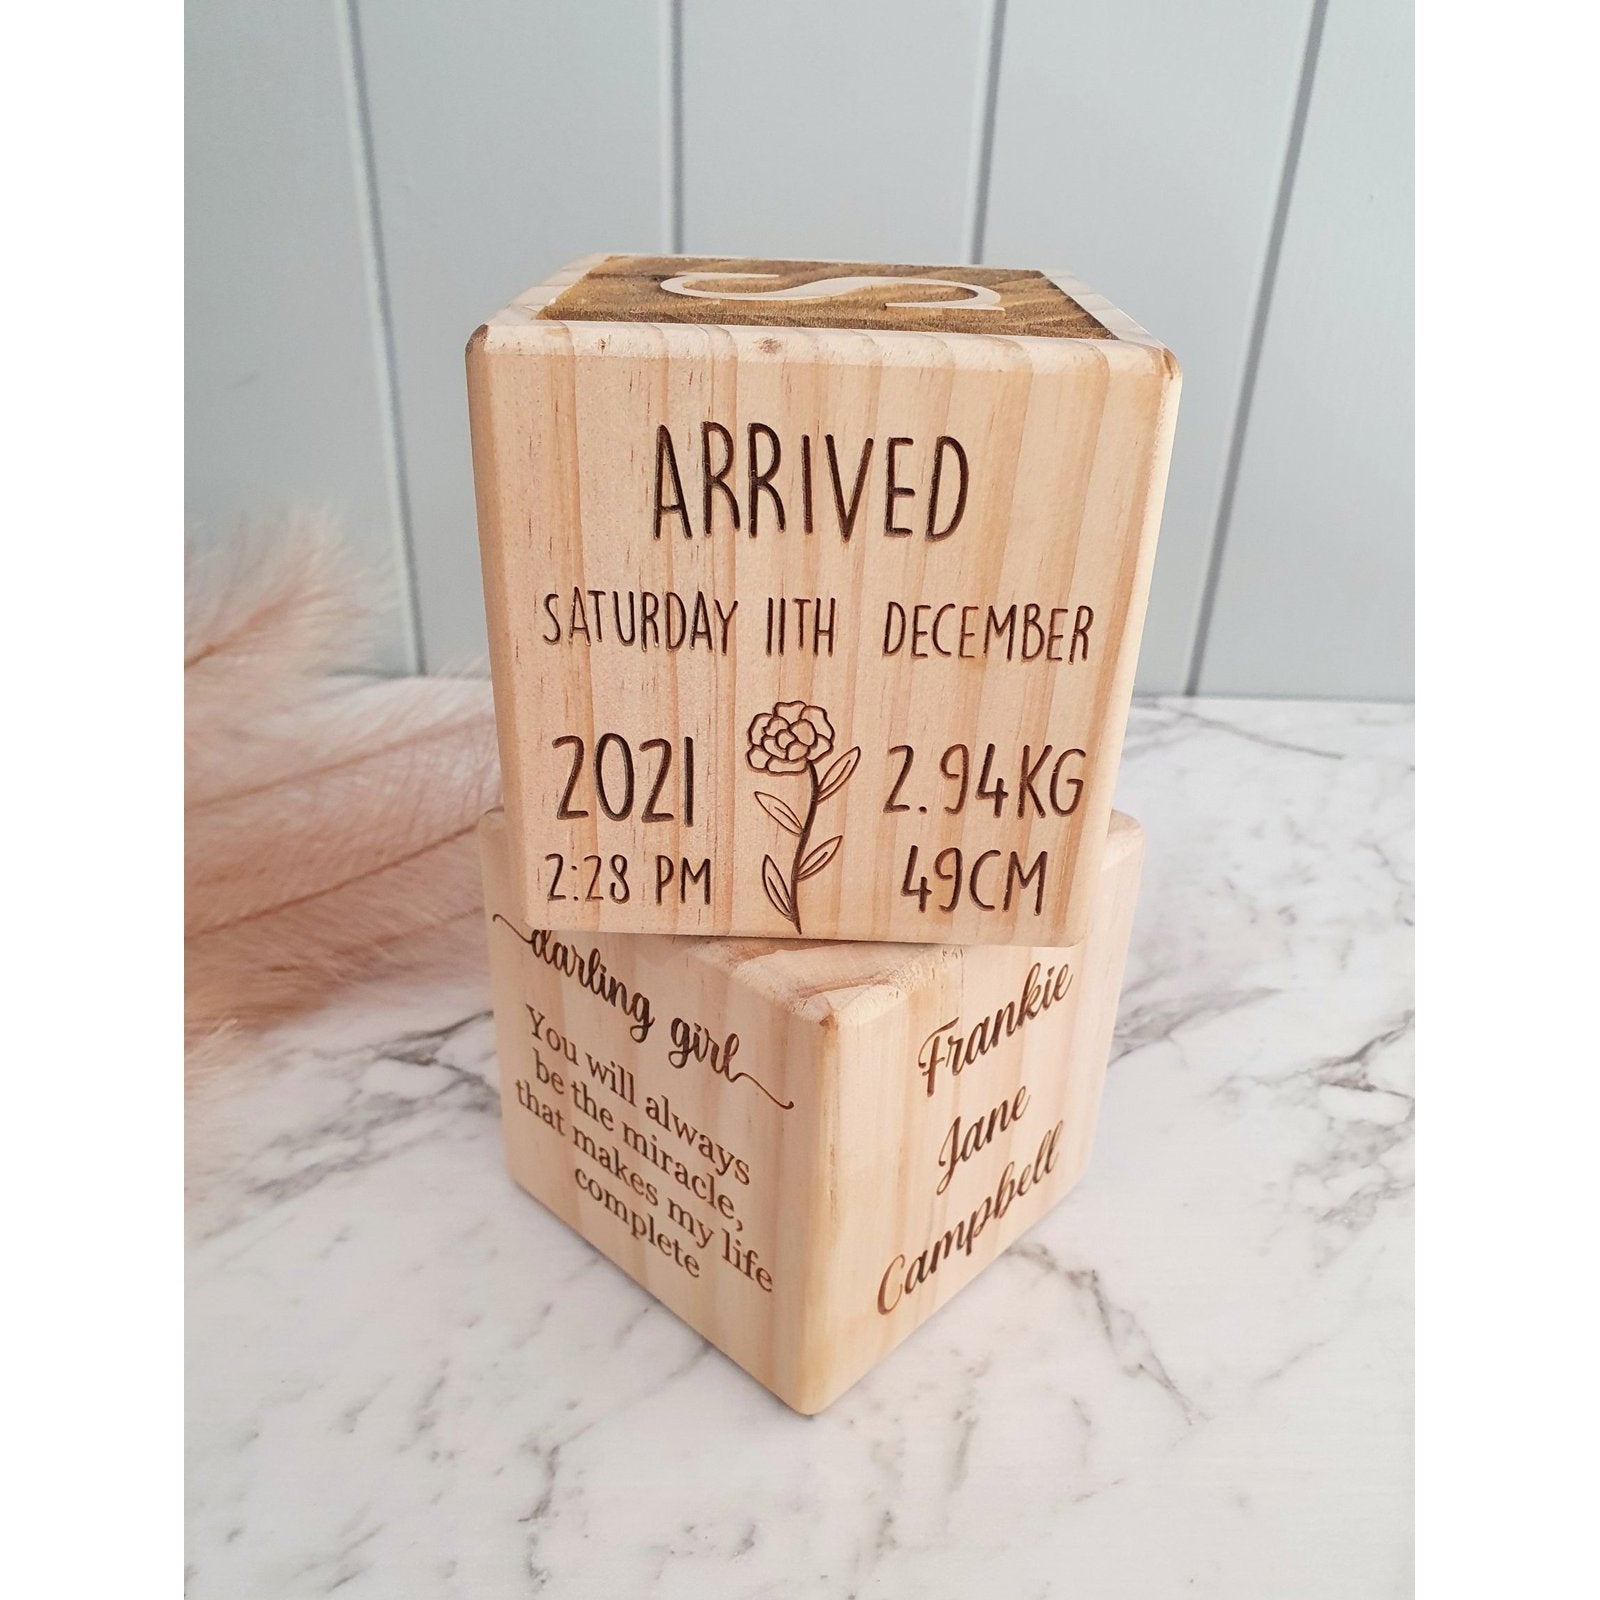 S
ARRIVED
SATURDAY 11TH DECEMBER
2021
2:28 PM
2.94KG
49CM
darling girl
You will always
be the miracle,
that makes my life
complete
Frankie
Jane
Campbell